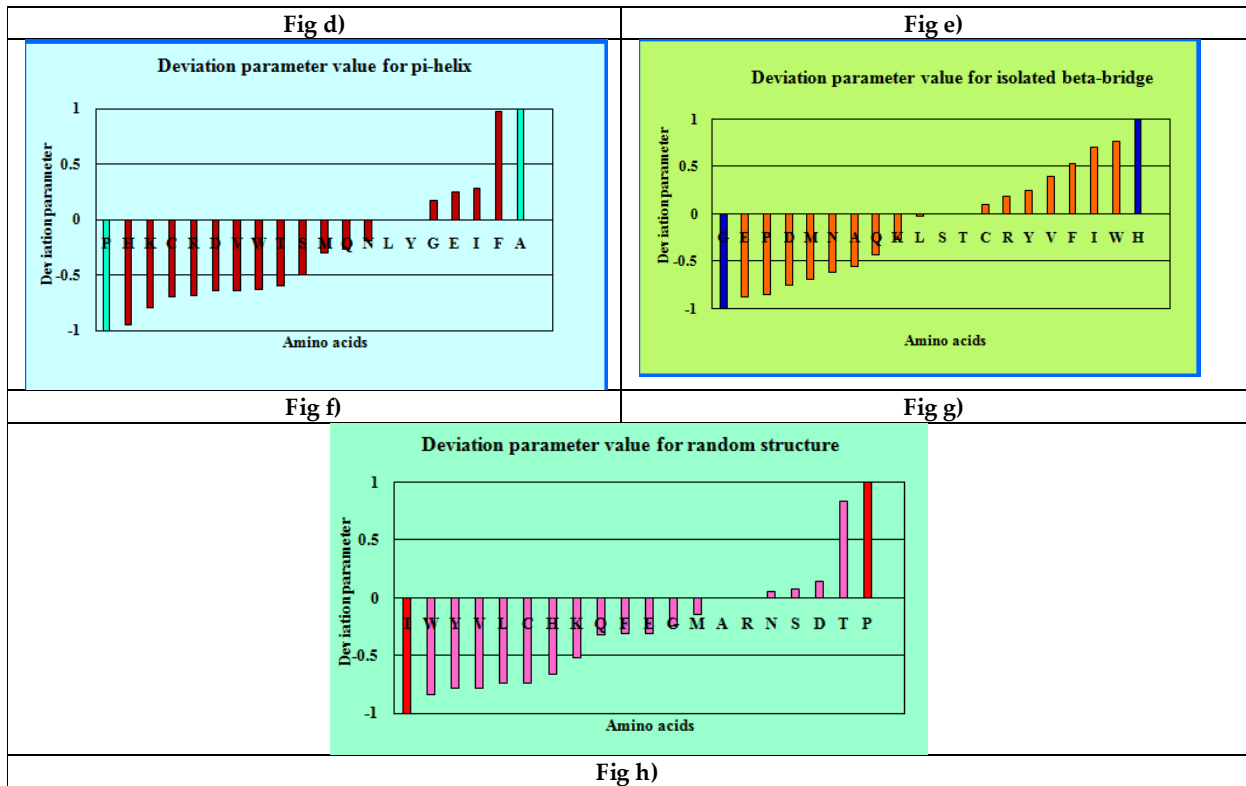 Fig d) Fig e)
Deviation parameter value for pi-helix
1
0.5
0
-0.5
-1
Deviation parameter
P H K C R D V W T S M Q N L Y G E I F A
Amino acids
Deviation parameter value for isolated beta-bridge
1
0.5
0
-0.5
-1
Deviation parameter
G E P D M N A Q K L S T C R Y V F I W H
Amino acids
Fig f) Fig g)
Deviation parameter value for random structure
1
0.5
0
-0.5
-1
Deviation parameter
I W Y V L C H K Q F E G M A R N S D T P
Amino acids
Fig h)